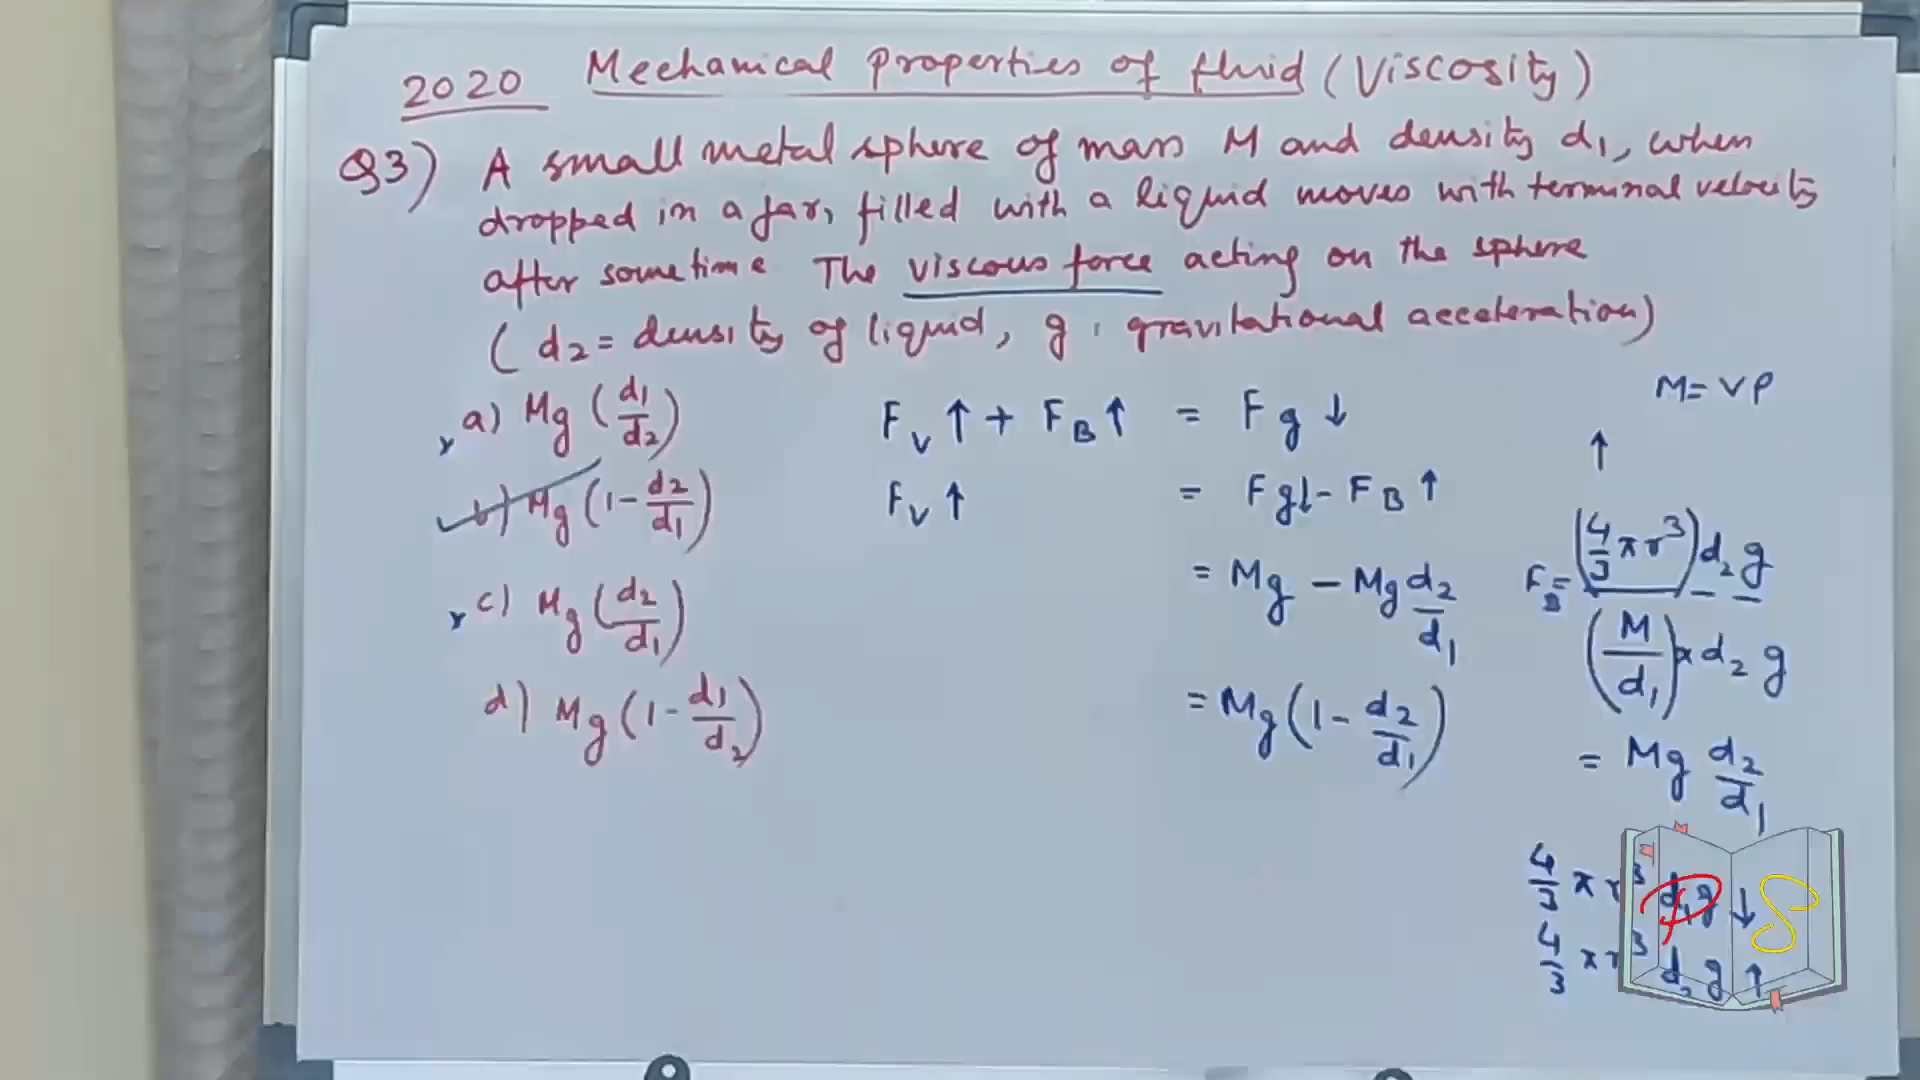 2020 Mechanical Properties of fluid (Viscosity)
Q3) A small metal sphere of mass M and density d1, when
dropped in a jar, filled with a liquid moves with terminal velocity
after some time The viscous force acting on the sphere
( d2 = density of liquid, g : gravitational acceleration)
M = Vρ
a) Mg (d1/d2)
Fv ↑ + FB ↑ = Fg ↓
↑
b) Mg (1 - d2/d1)
Fv ↑ = Fg↓ - FB ↑
FB = (4/3 πr³) d2 g
= Mg - Mg d2/d1
c) Mg (d2/d1)
(M/d1) × d2 g
d) Mg (1 - d1/d2)
= Mg (1 - d2/d1)
= Mg d2/d1
4/3 πr³ d1 g ↓
4/3 πr³ d2 g ↑
PS